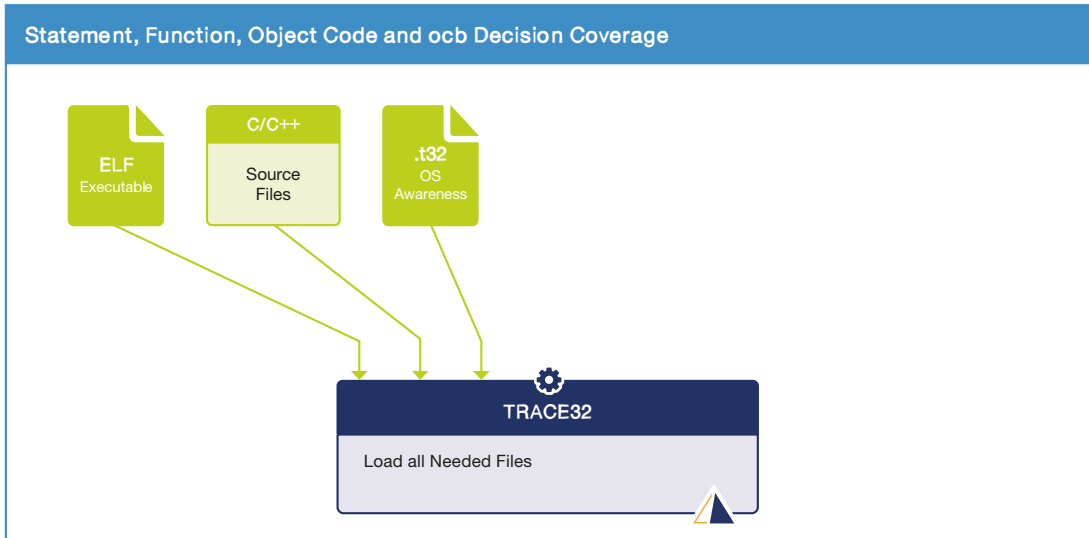 Statement, Function, Object Code and ocb Decision Coverage
ELF
Executable
C/C++
Source
Files
.t32
OS
Awareness
TRACE32
Load all Needed Files